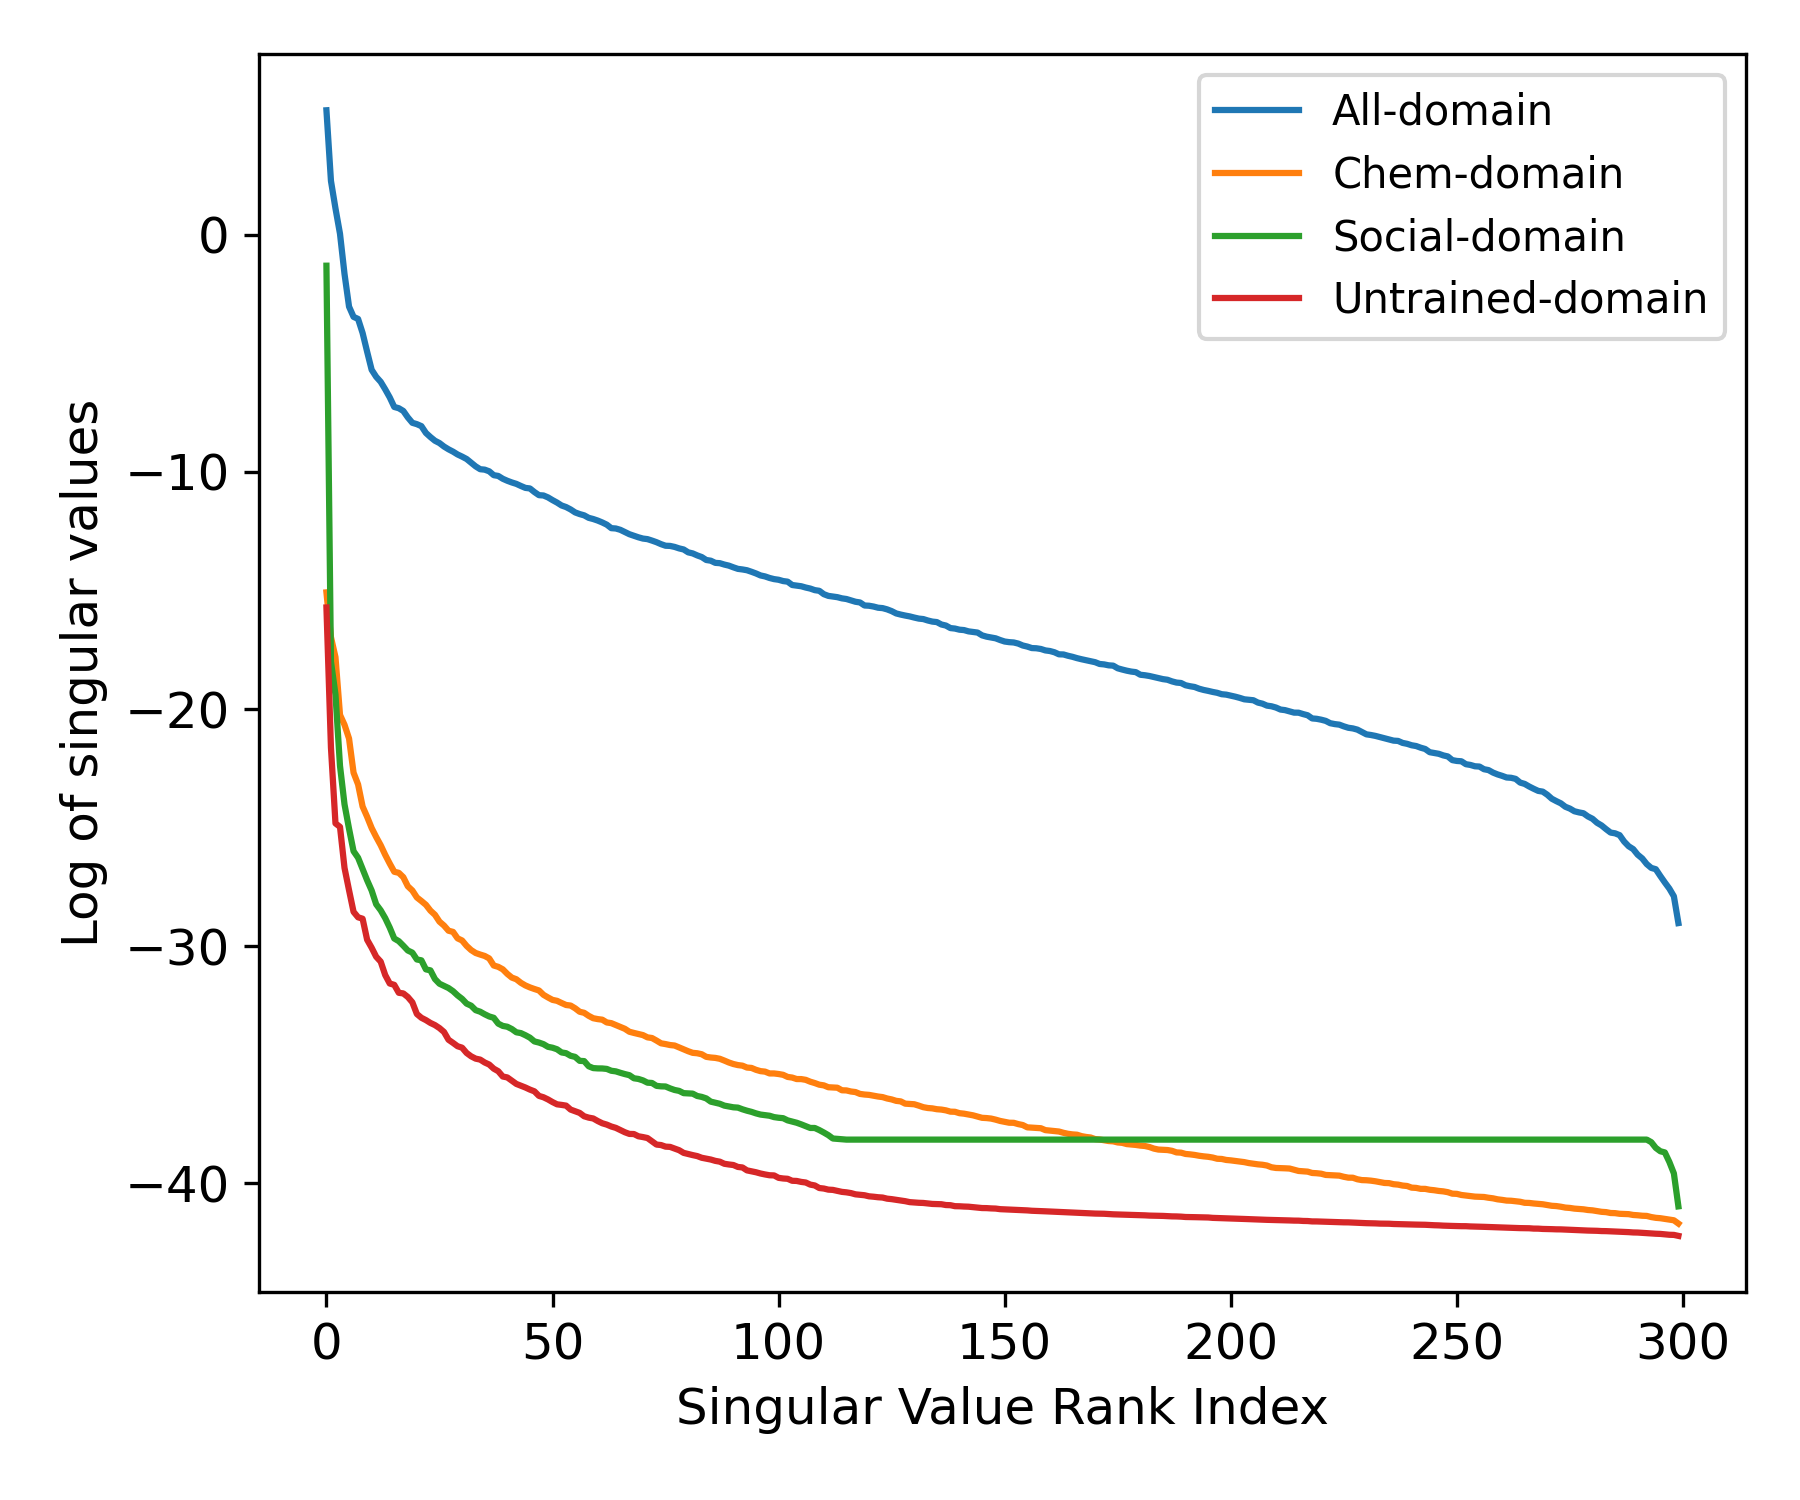 All-domain
Chem-domain
Social-domain
Untrained-domain
Log of singular values
0
−10
−20
−30
−40
0 50 100 150 200 250 300
Singular Value Rank Index